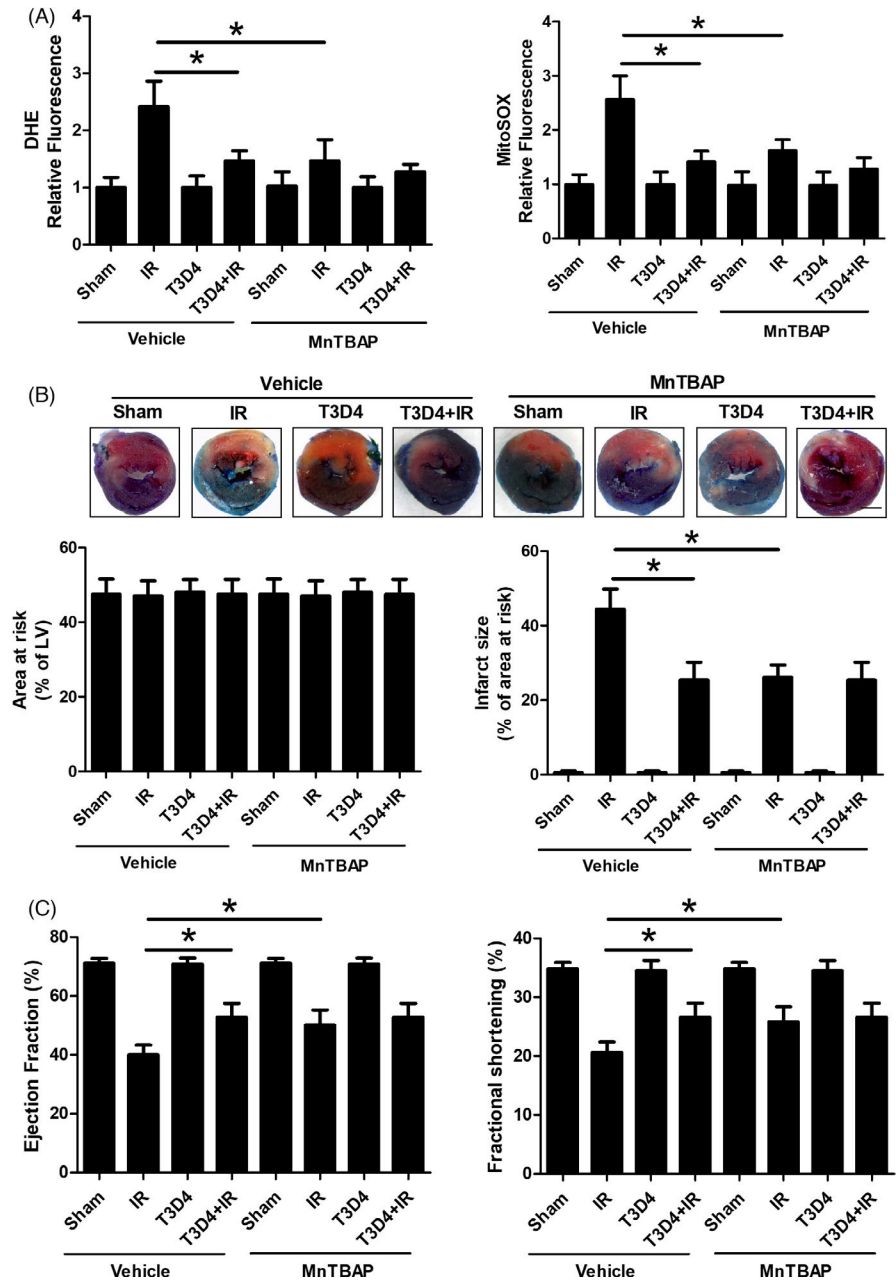 (A)
DHE
Relative Fluorescence
4
3
2
1
0
*
*
Sham
IR
T3D4
T3D4+IR
Sham
IR
T3D4
T3D4+IR
Vehicle
MnTBAP
MitoSOX
Relative Fluorescence
4
3
2
1
0
*
*
Sham
IR
T3D4
T3D4+IR
Sham
IR
T3D4
T3D4+IR
Vehicle
MnTBAP
(B)
Vehicle
MnTBAP
Sham IR T3D4 T3D4+IR Sham IR T3D4 T3D4+IR
Area at risk
(% of LV)
60
40
20
0
Sham
IR
T3D4
T3D4+IR
Sham
IR
T3D4
T3D4+IR
Vehicle
MnTBAP
Infarct size
(% of area at risk)
60
40
20
0
*
*
Sham
IR
T3D4
T3D4+IR
Sham
IR
T3D4
T3D4+IR
Vehicle
MnTBAP
(C)
Ejection Fraction (%)
80
60
40
20
0
*
*
Sham
IR
T3D4
T3D4+IR
Sham
IR
T3D4
T3D4+IR
Vehicle
MnTBAP
Fractional shortening (%)
40
30
20
10
0
*
*
Sham
IR
T3D4
T3D4+IR
Sham
IR
T3D4
T3D4+IR
Vehicle
MnTBAP